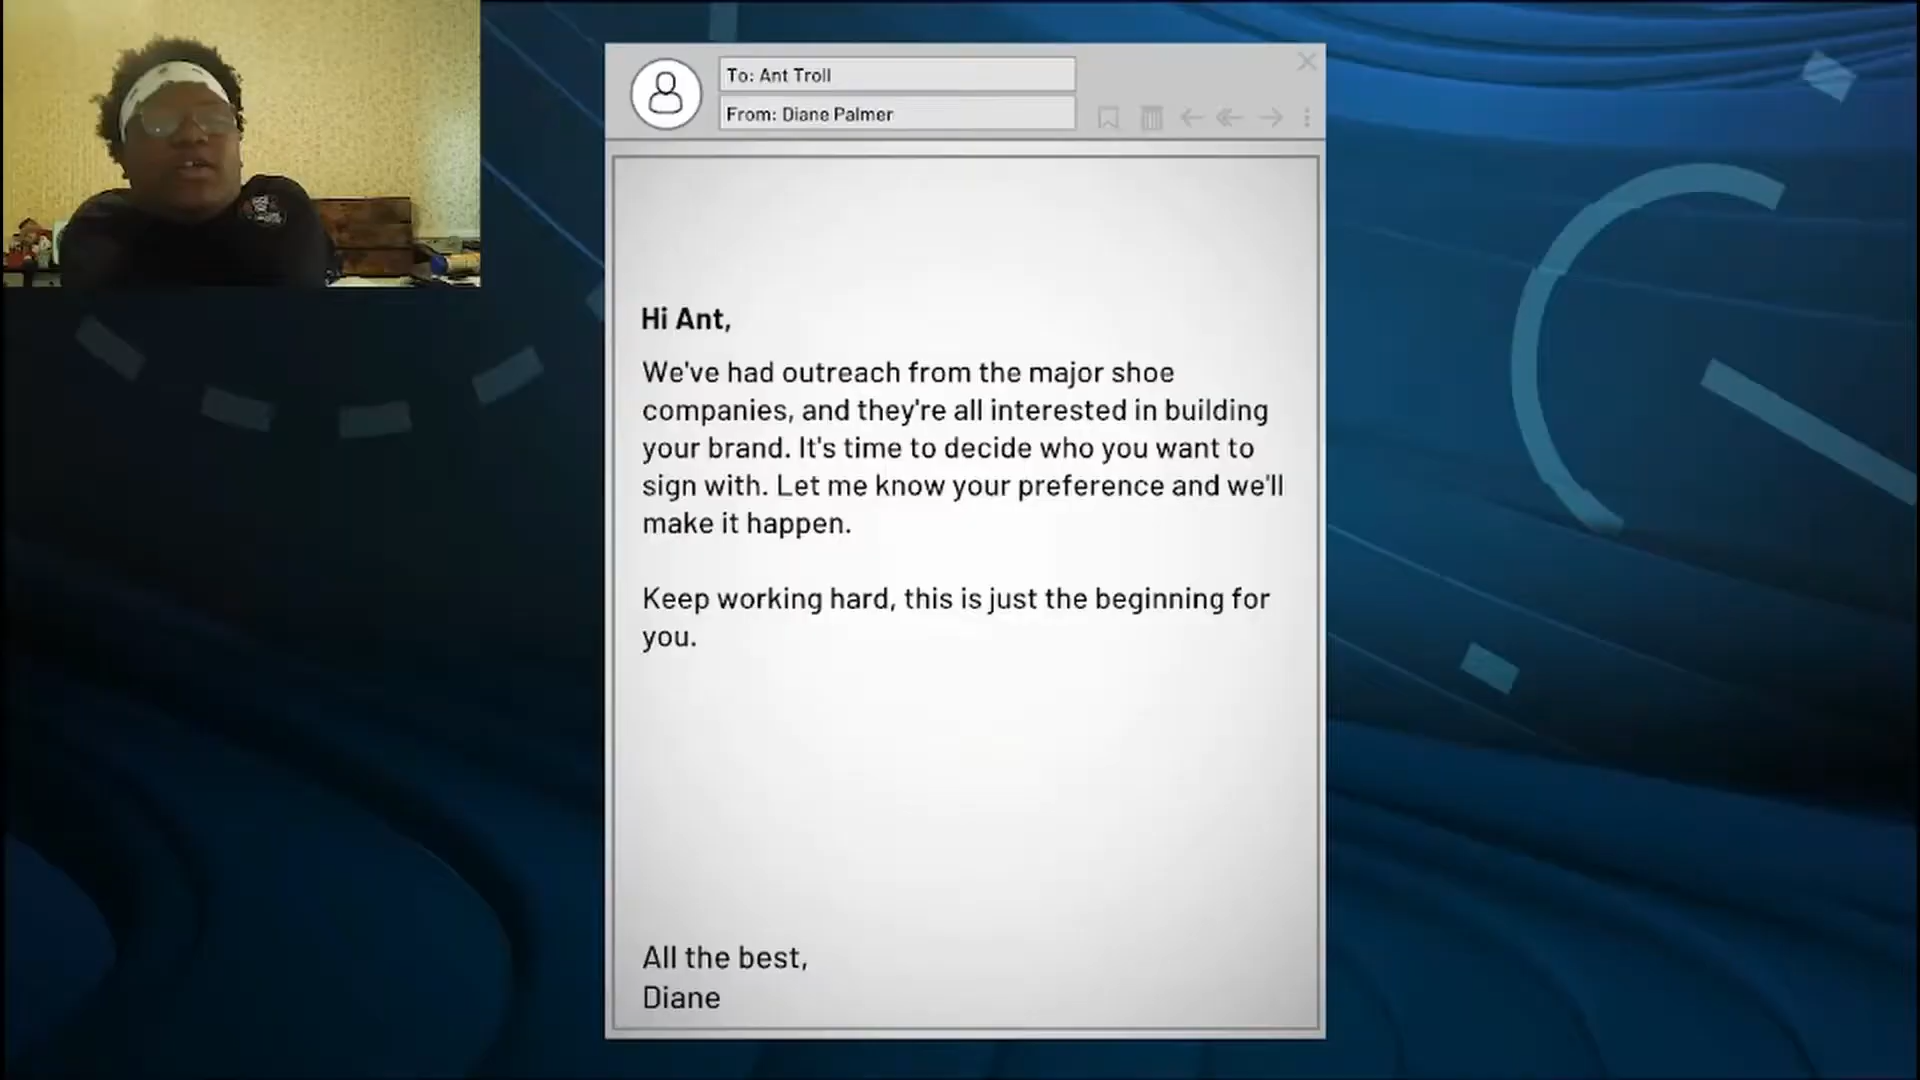 To: Ant Troll
From: Diane Palmer
Hi Ant,
We've had outreach from the major shoe
companies, and they're all interested in building
your brand. It's time to decide who you want to
sign with. Let me know your preference and we'll
make it happen.
Keep working hard, this is just the beginning for
you.
All the best,
Diane